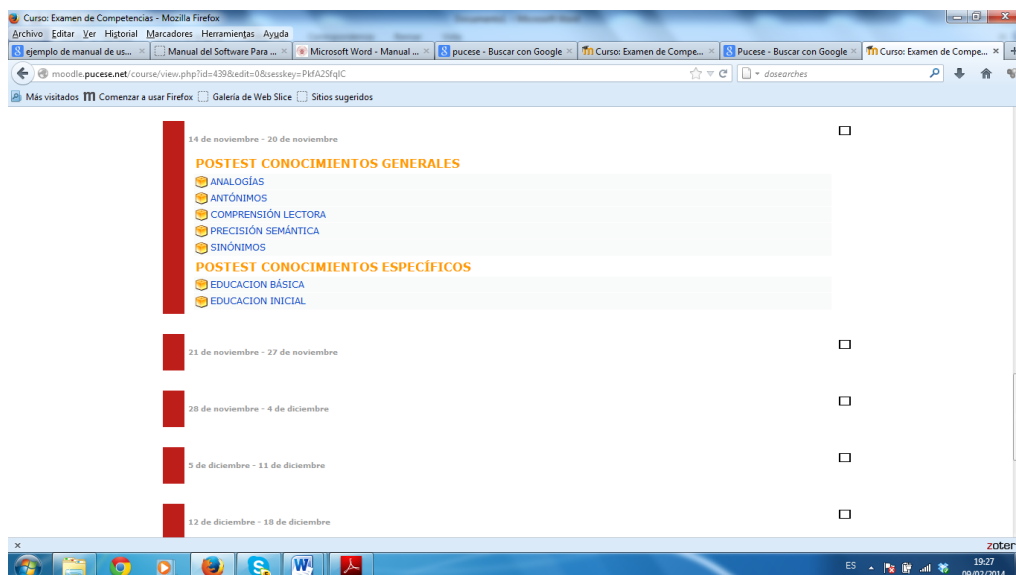 Curso: Examen de Competencias - Mozilla Firefox
Archivo Editar Ver Historial Marcadores Herramientas Ayuda
ejemplo de manual de us... Manual del Software Para ... Microsoft Word - Manual ... pucese - Buscar con Google Curso: Examen de Compe... Pucese - Buscar con Google Curso: Examen de Compe...
moodle.pucese.net/course/view.php?id=439&edit=0&sesskey=PkfA2SfqIC dosearches
Más visitados Comenzar a usar Firefox Galería de Web Slice Sitios sugeridos
14 de noviembre - 20 de noviembre
POSTEST CONOCIMIENTOS GENERALES
ANALOGÍAS
ANTÓNIMOS
COMPRENSIÓN LECTORA
PRECISIÓN SEMÁNTICA
SINÓNIMOS
POSTEST CONOCIMIENTOS ESPECÍFICOS
EDUCACION BÁSICA
EDUCACION INICIAL
21 de noviembre - 27 de noviembre
28 de noviembre - 4 de diciembre
5 de diciembre - 11 de diciembre
12 de diciembre - 18 de diciembre
zoter
ES 19:27
09/02/2014